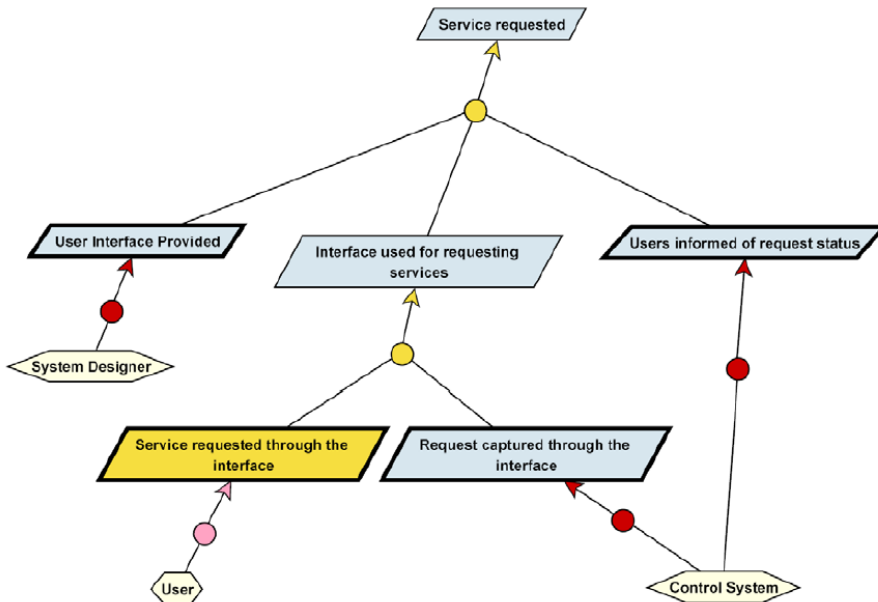 Service requested
User Interface Provided
Interface used for requesting
services
Users informed of request status
System Designer
Service requested through the
interface
Request captured through the
interface
User
Control System